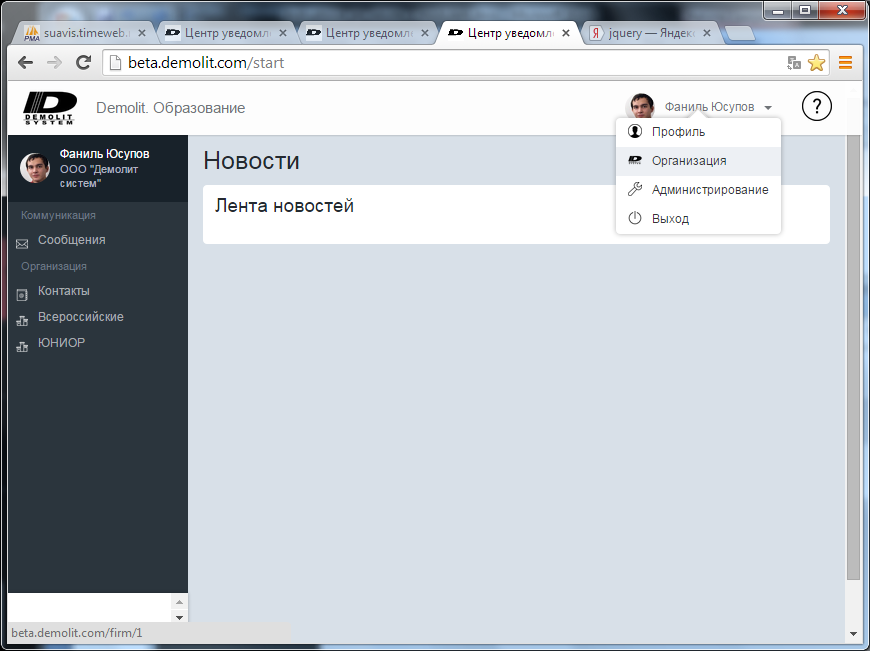 suavis.timeweb.
Центр уведомл
Центр уведомл
Центр уведомл
jquery — Яндекс
beta.demolit.com/start
DEMOLIT
SYSTEM
Demolit. Образование
Фаниль Юсупов
?
Профиль
Организация
Администрирование
Выход
Фаниль Юсупов
ООО "Демолит
систем"
Коммуникация
Сообщения
Организация
Контакты
Всероссийские
ЮНИОР
Новости
Лента новостей
beta.demolit.com/firm/1